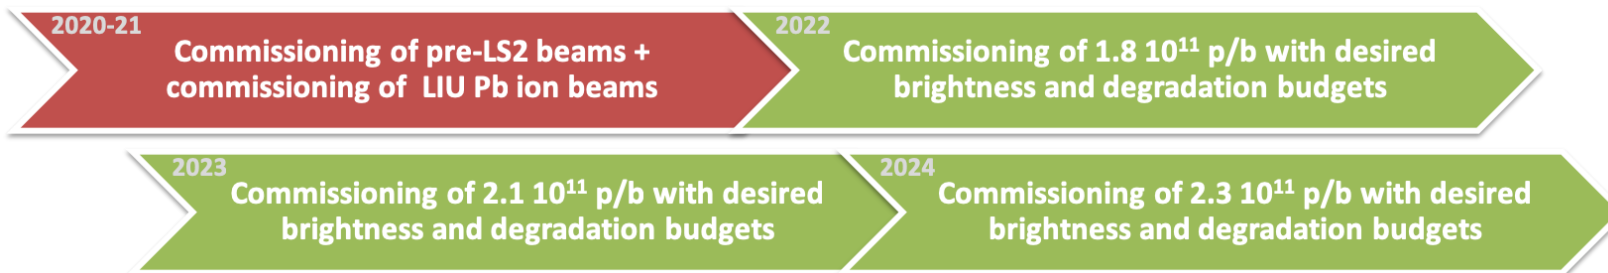 2020-21
Commissioning of pre-LS2 beams +
commissioning of LIU Pb ion beams
2022
Commissioning of 1.8 10¹¹ p/b with desired
brightness and degradation budgets
2023
Commissioning of 2.1 10¹¹ p/b with desired
brightness and degradation budgets
2024
Commissioning of 2.3 10¹¹ p/b with desired
brightness and degradation budgets